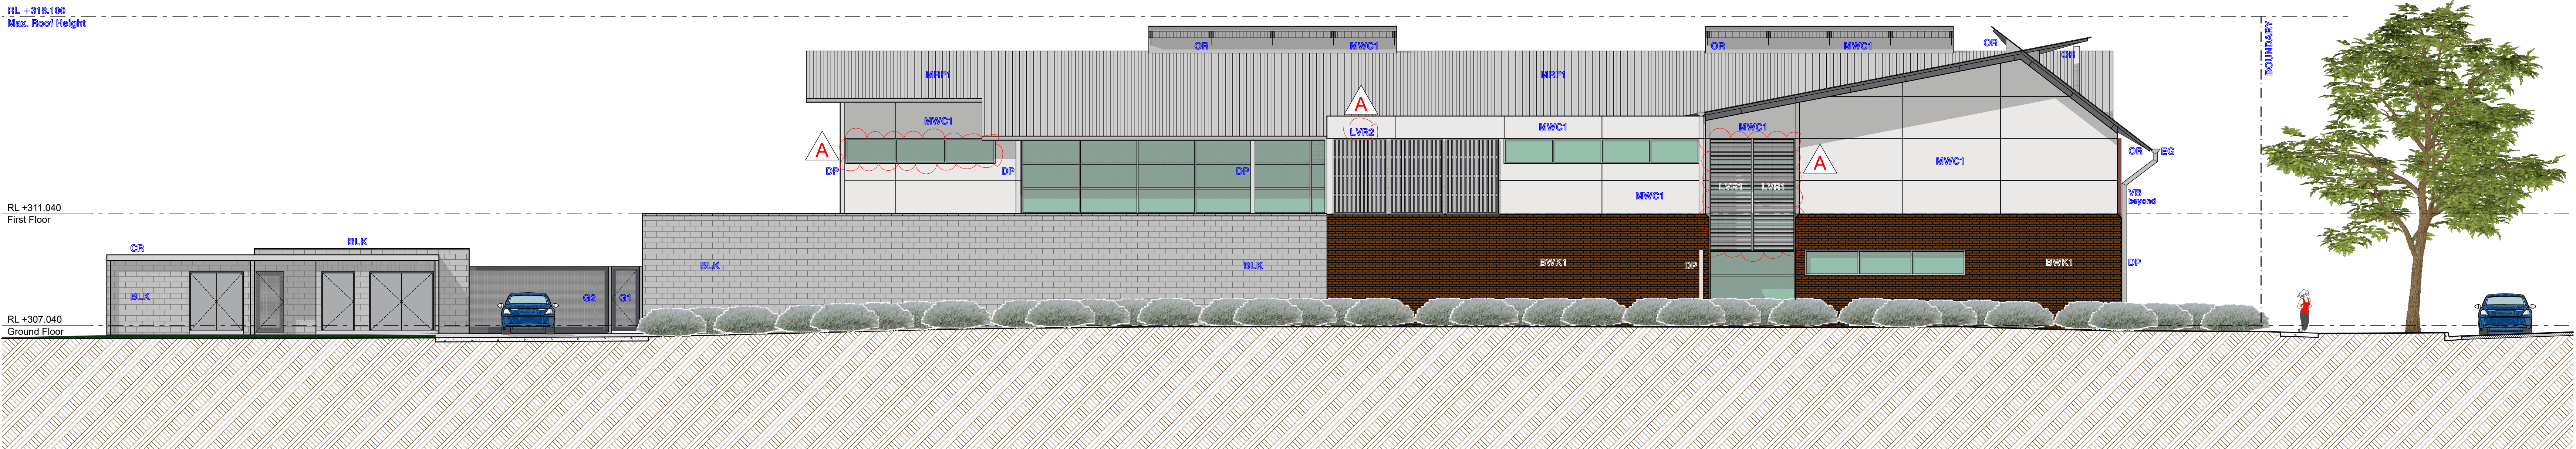 RL +318.100
Max. Roof Height
BOUNDARY
OR
MWC1
OR
MWC1
OR
OR
MRF1
MRF1
A
MWC1
LVR2
MWC1
MWC1
A
A
OR
EG
DP
DP
DP
MWC1
LVR1
LVR1
MWC1
VB
beyond
RL +311.040
First Floor
CR
BLK
BLK
BLK
BWK1
DP
BWK1
DP
BLK
G2
G1
RL +307.040
Ground Floor